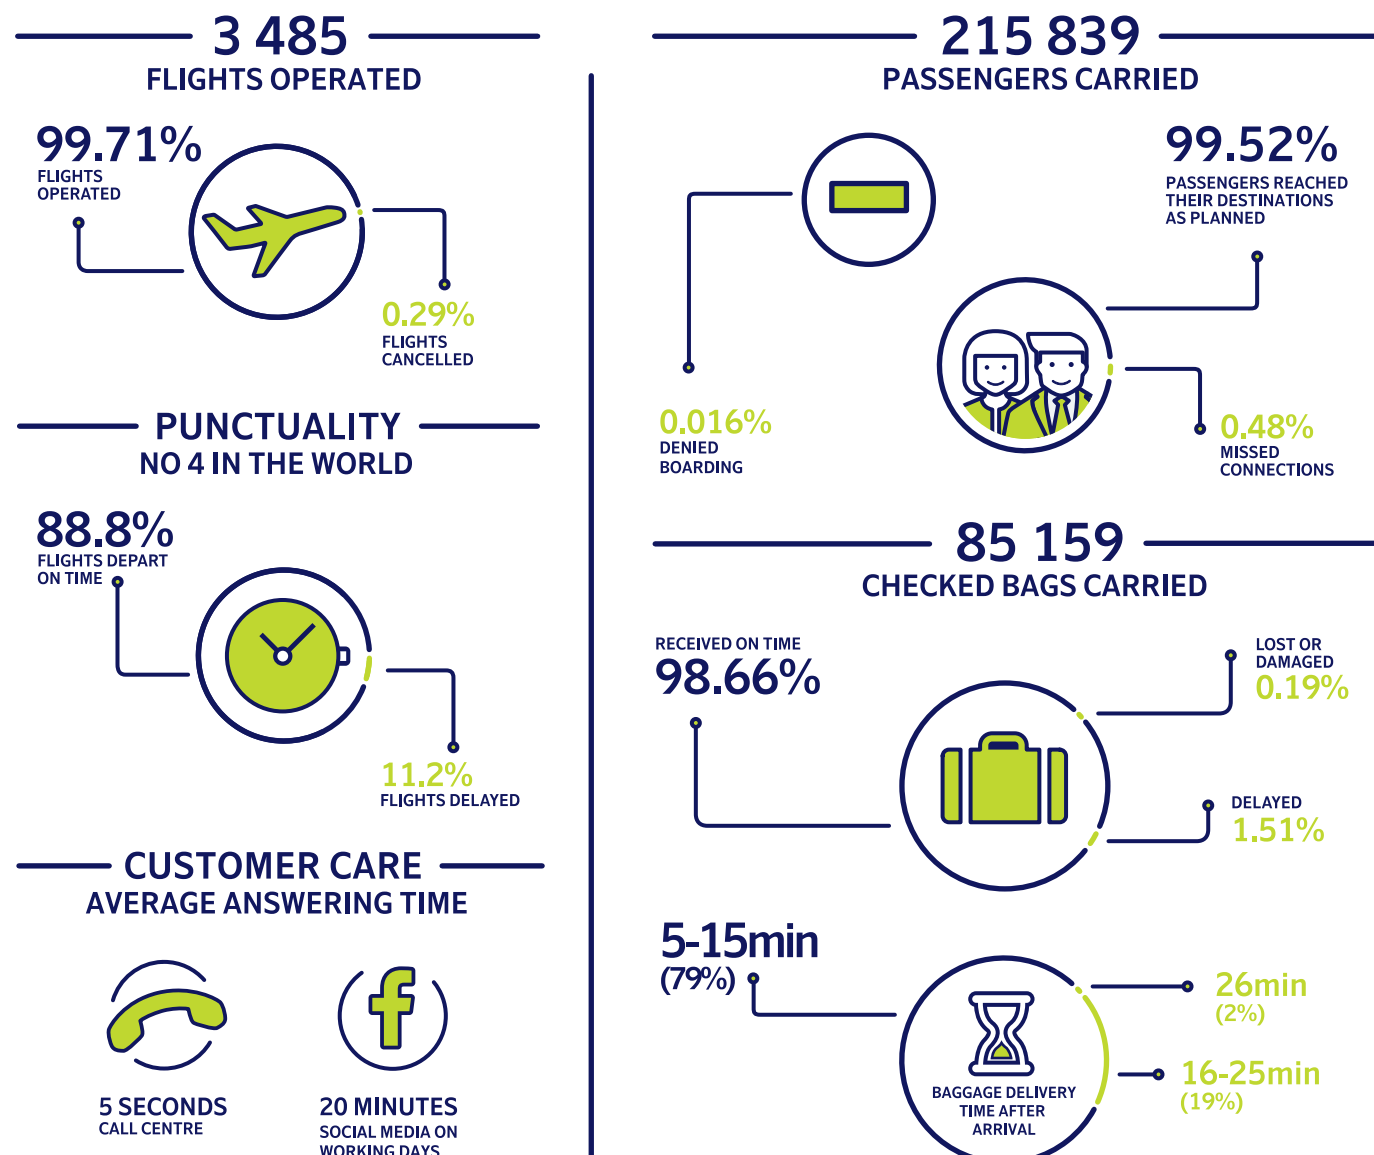 3 485
FLIGHTS OPERATED
99.71%
FLIGHTS
OPERATED
0.29%
FLIGHTS
CANCELLED
PUNCTUALITY
NO 4 IN THE WORLD
88.8%
FLIGHTS DEPART
ON TIME
11.2%
FLIGHTS DELAYED
CUSTOMER CARE
AVERAGE ANSWERING TIME
5 SECONDS
CALL CENTRE
f
20 MINUTES
SOCIAL MEDIA ON
WORKING DAYS
215 839
PASSENGERS CARRIED
99.52%
PASSENGERS REACHED
THEIR DESTINATIONS
AS PLANNED
0.016%
DENIED
BOARDING
0.48%
MISSED
CONNECTIONS
85 159
CHECKED BAGS CARRIED
RECEIVED ON TIME
98.66%
LOST OR
DAMAGED
0.19%
DELAYED
1.51%
5-15min
(79%)
26min
(2%)
16-25min
(19%)
BAGGAGE DELIVERY
TIME AFTER
ARRIVAL